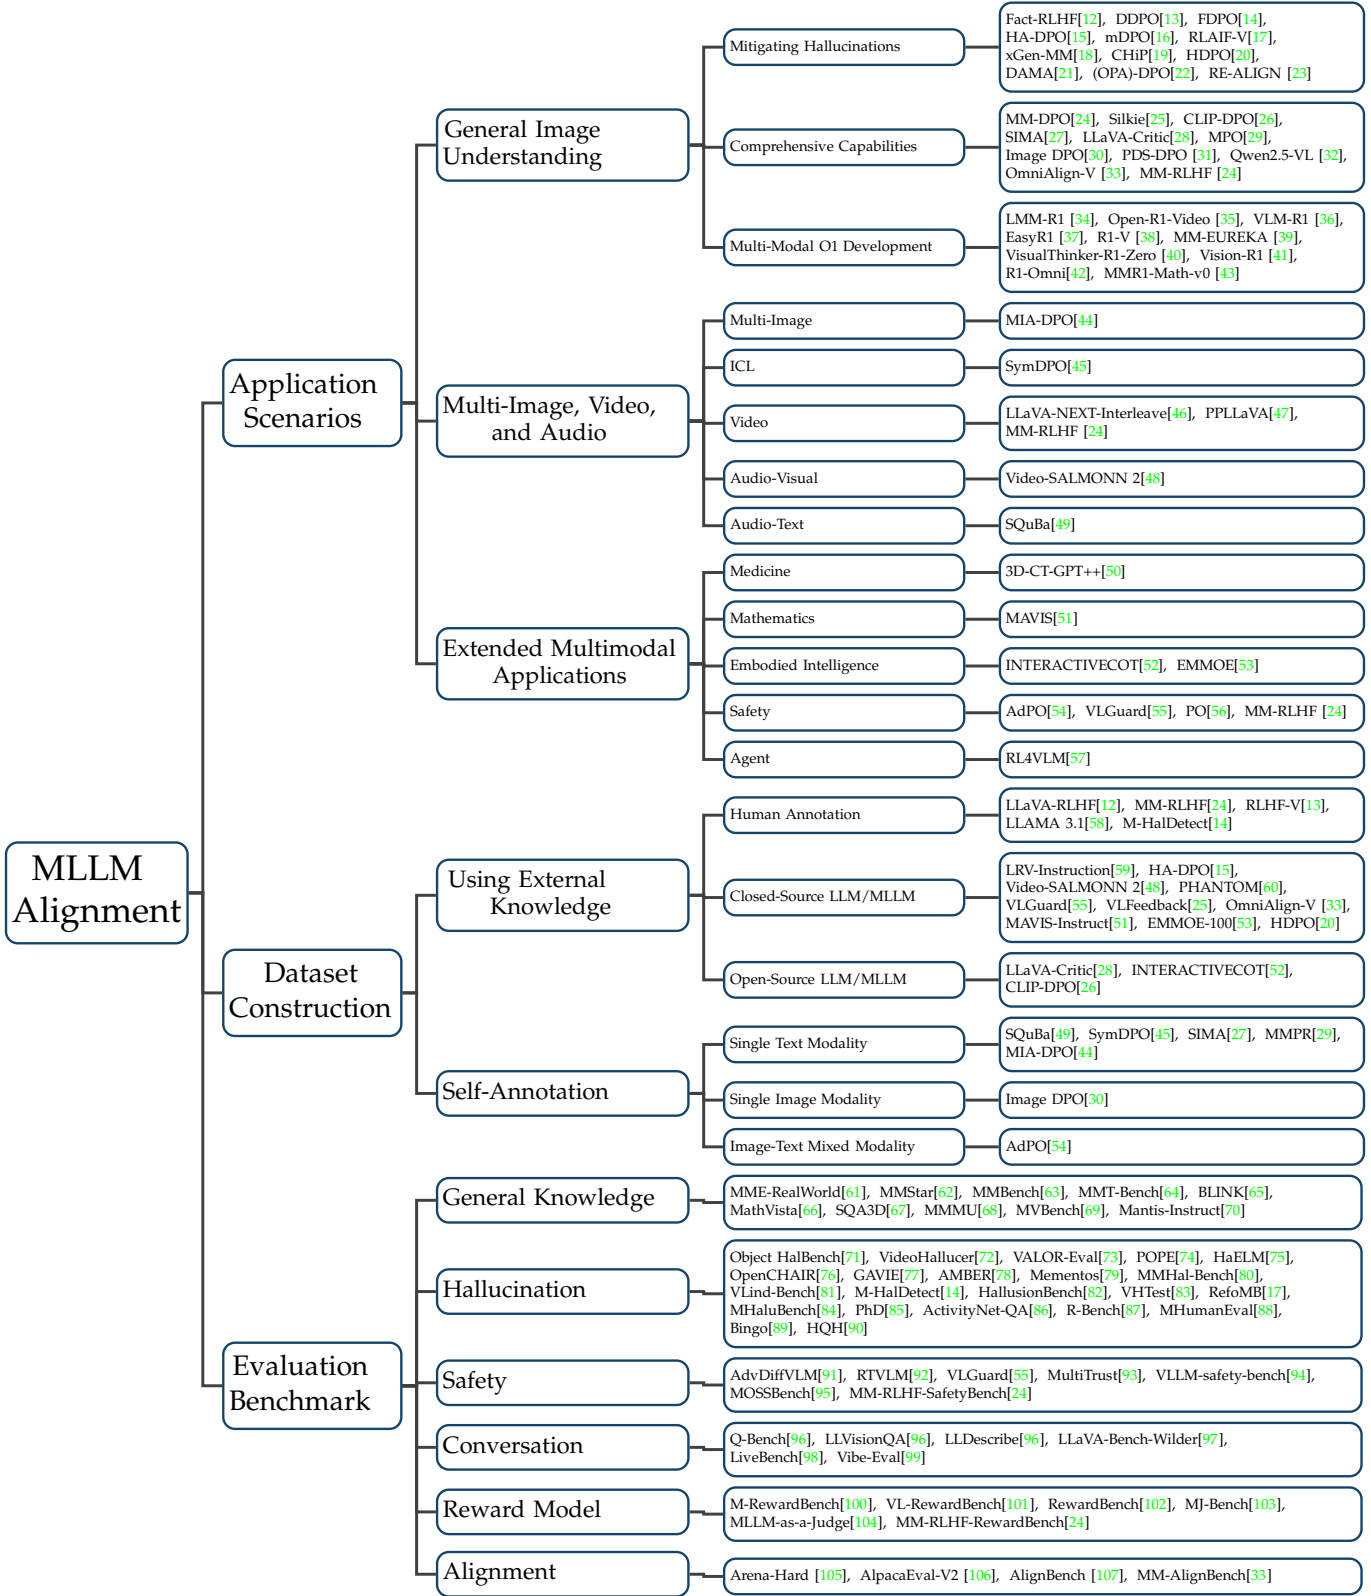 MLLM
Alignment
Application
Scenarios
General Image
Understanding
Mitigating Hallucinations
Fact-RLHF[12], DDPO[13], FDPO[14],
HA-DPO[15], mDPO[16], RLAIF-V[17],
xGen-MM[18], CHiP[19], HDPO[20],
DAMA[21], (OPA)-DPO[22], RE-ALIGN [23]
Comprehensive Capabilities
MM-DPO[24], Silkie[25], CLIP-DPO[26],
SIMA[27], LLaVA-Critic[28], MPO[29],
Image DPO[30], PDS-DPO [31], Qwen2.5-VL [32],
OmniAlign-V [33], MM-RLHF [24]
Multi-Modal O1 Development
LMM-R1 [34], Open-R1-Video [35], VLM-R1 [36],
EasyR1 [37], R1-V [38], MM-EUREKA [39],
VisualThinker-R1-Zero [40], Vision-R1 [41],
R1-Omni[42], MMR1-Math-v0 [43]
Multi-Image, Video,
and Audio
Multi-Image
MIA-DPO[44]
ICL
SymDPO[45]
Video
LLaVA-NEXT-Interleave[46], PPLLaVA[47],
MM-RLHF [24]
Audio-Visual
Video-SALMONN 2[48]
Audio-Text
SQuBa[49]
Extended Multimodal
Applications
Medicine
3D-CT-GPT++[50]
Mathematics
MAVIS[51]
Embodied Intelligence
INTERACTIVECOT[52], EMMOE[53]
Safety
AdPO[54], VLGuard[55], PO[56], MM-RLHF [24]
Agent
RL4VLM[57]
Dataset
Construction
Using External
Knowledge
Human Annotation
LLaVA-RLHF[12], MM-RLHF[24], RLHF-V[13],
LLAMA 3.1[58], M-HalDetect[14]
Closed-Source LLM/MLLM
LRV-Instruction[59], HA-DPO[15],
Video-SALMONN 2[48], PHANTOM[60],
VLGuard[55], VLFeedback[25], OmniAlign-V [33],
MAVIS-Instruct[51], EMMOE-100[53], HDPO[20]
Open-Source LLM/MLLM
LLaVA-Critic[28], INTERACTIVECOT[52],
CLIP-DPO[26]
Self-Annotation
Single Text Modality
SQuBa[49], SymDPO[45], SIMA[27], MMPR[29],
MIA-DPO[44]
Single Image Modality
Image DPO[30]
Image-Text Mixed Modality
AdPO[54]
Evaluation
Benchmark
General Knowledge
MME-RealWorld[61], MMStar[62], MMBench[63], MMT-Bench[64], BLINK[65],
MathVista[66], SQA3D[67], MMMU[68], MVBench[69], Mantis-Instruct[70]
Hallucination
Object HalBench[71], VideoHallucer[72], VALOR-Eval[73], POPE[74], HaELM[75],
OpenCHAIR[76], GAVIE[77], AMBER[78], Mementos[79], MMHal-Bench[80],
VLind-Bench[81], M-HalDetect[14], HallusionBench[82], VHTest[83], RefoMB[17],
MHaluBench[84], PhD[85], ActivityNet-QA[86], R-Bench[87], MHumanEval[88],
Bingo[89], HQH[90]
Safety
AdvDiffVLM[91], RTVLM[92], VLGuard[55], MultiTrust[93], VLLM-safety-bench[94],
MOSSBench[95], MM-RLHF-SafetyBench[24]
Conversation
Q-Bench[96], LLVisionQA[96], LLDescribe[96], LLaVA-Bench-Wilder[97],
LiveBench[98], Vibe-Eval[99]
Reward Model
M-RewardBench[100], VL-RewardBench[101], RewardBench[102], MJ-Bench[103],
MLLM-as-a-Judge[104], MM-RLHF-RewardBench[24]
Alignment
Arena-Hard [105], AlpacaEval-V2 [106], AlignBench [107], MM-AlignBench[33]